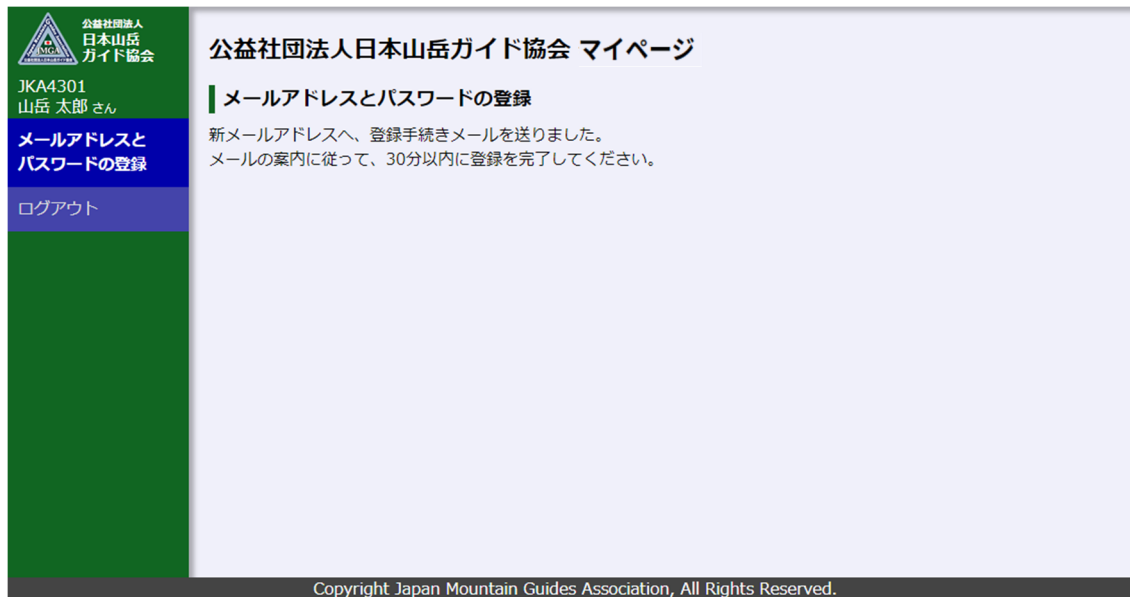 公益社団法人
日本山岳
ガイド協会
JMGA
JKA4301
山岳 太郎 さん
メールアドレスと
パスワードの登録
ログアウト
公益社団法人日本山岳ガイド協会 マイページ
メールアドレスとパスワードの登録
新メールアドレスへ、登録手続きメールを送りました。
メールの案内に従って、30分以内に登録を完了してください。
Copyright Japan Mountain Guides Association, All Rights Reserved.